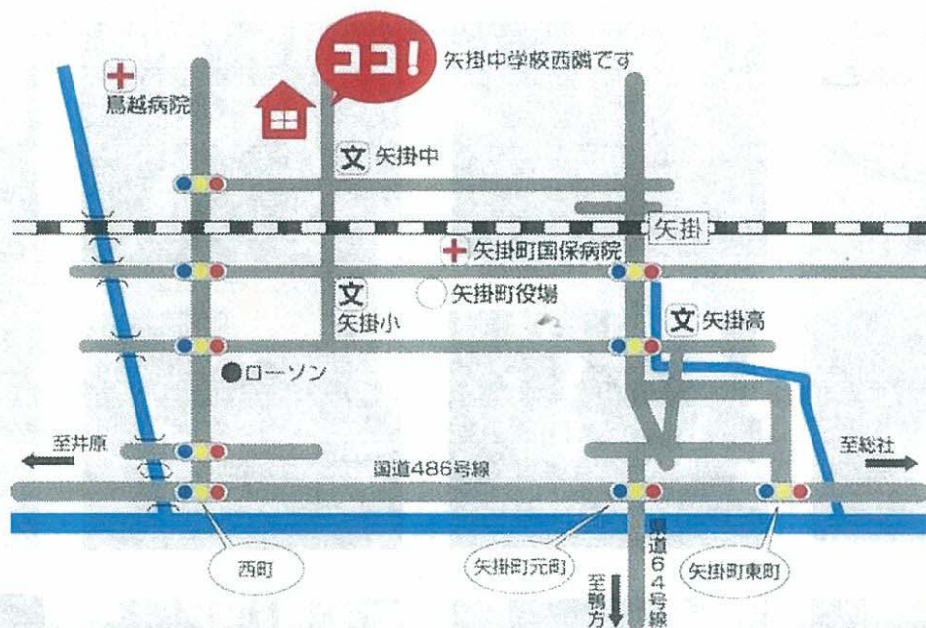 ココ!
矢掛中学校西隣です
鳥越病院
文 矢掛中
矢掛
矢掛町国保病院
文
矢掛小
矢掛町役場
文 矢掛高
ローソン
至井原
国道486号線
至総社
西町
矢掛町元町
県道64号線
矢掛町東町
至鴨方